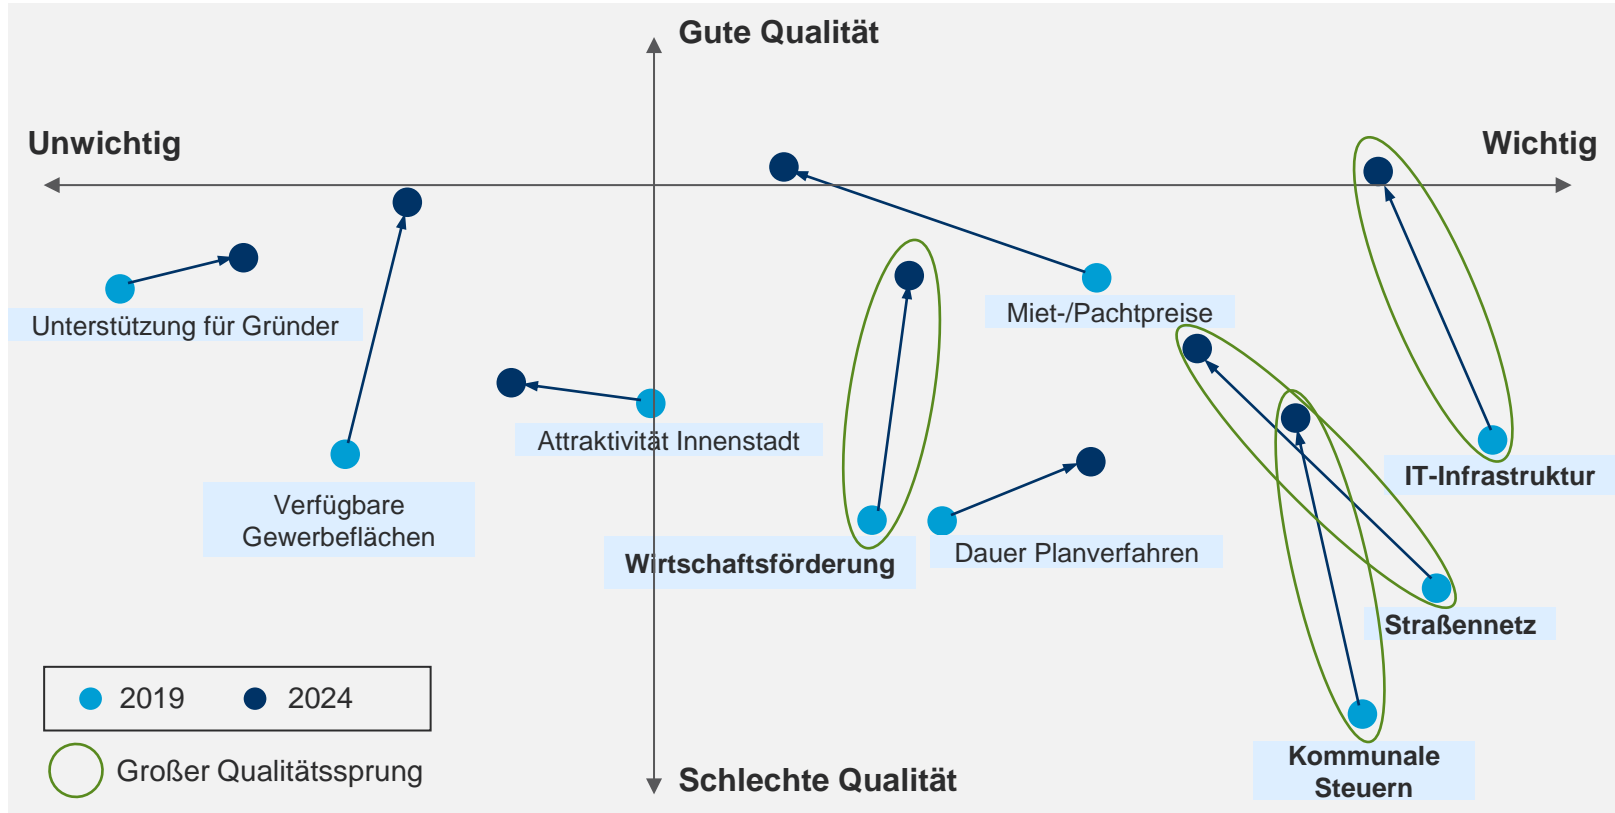 Gute Qualität
Unwichtig
Wichtig
Unterstützung für Gründer
Miet-/Pachtpreise
Attraktivität Innenstadt
IT-Infrastruktur
Verfügbare
Gewerbeflächen
Wirtschaftsförderung
Dauer Planverfahren
Straßennetz
2019
2024
Großer Qualitätssprung
Schlechte Qualität
Kommunale
Steuern